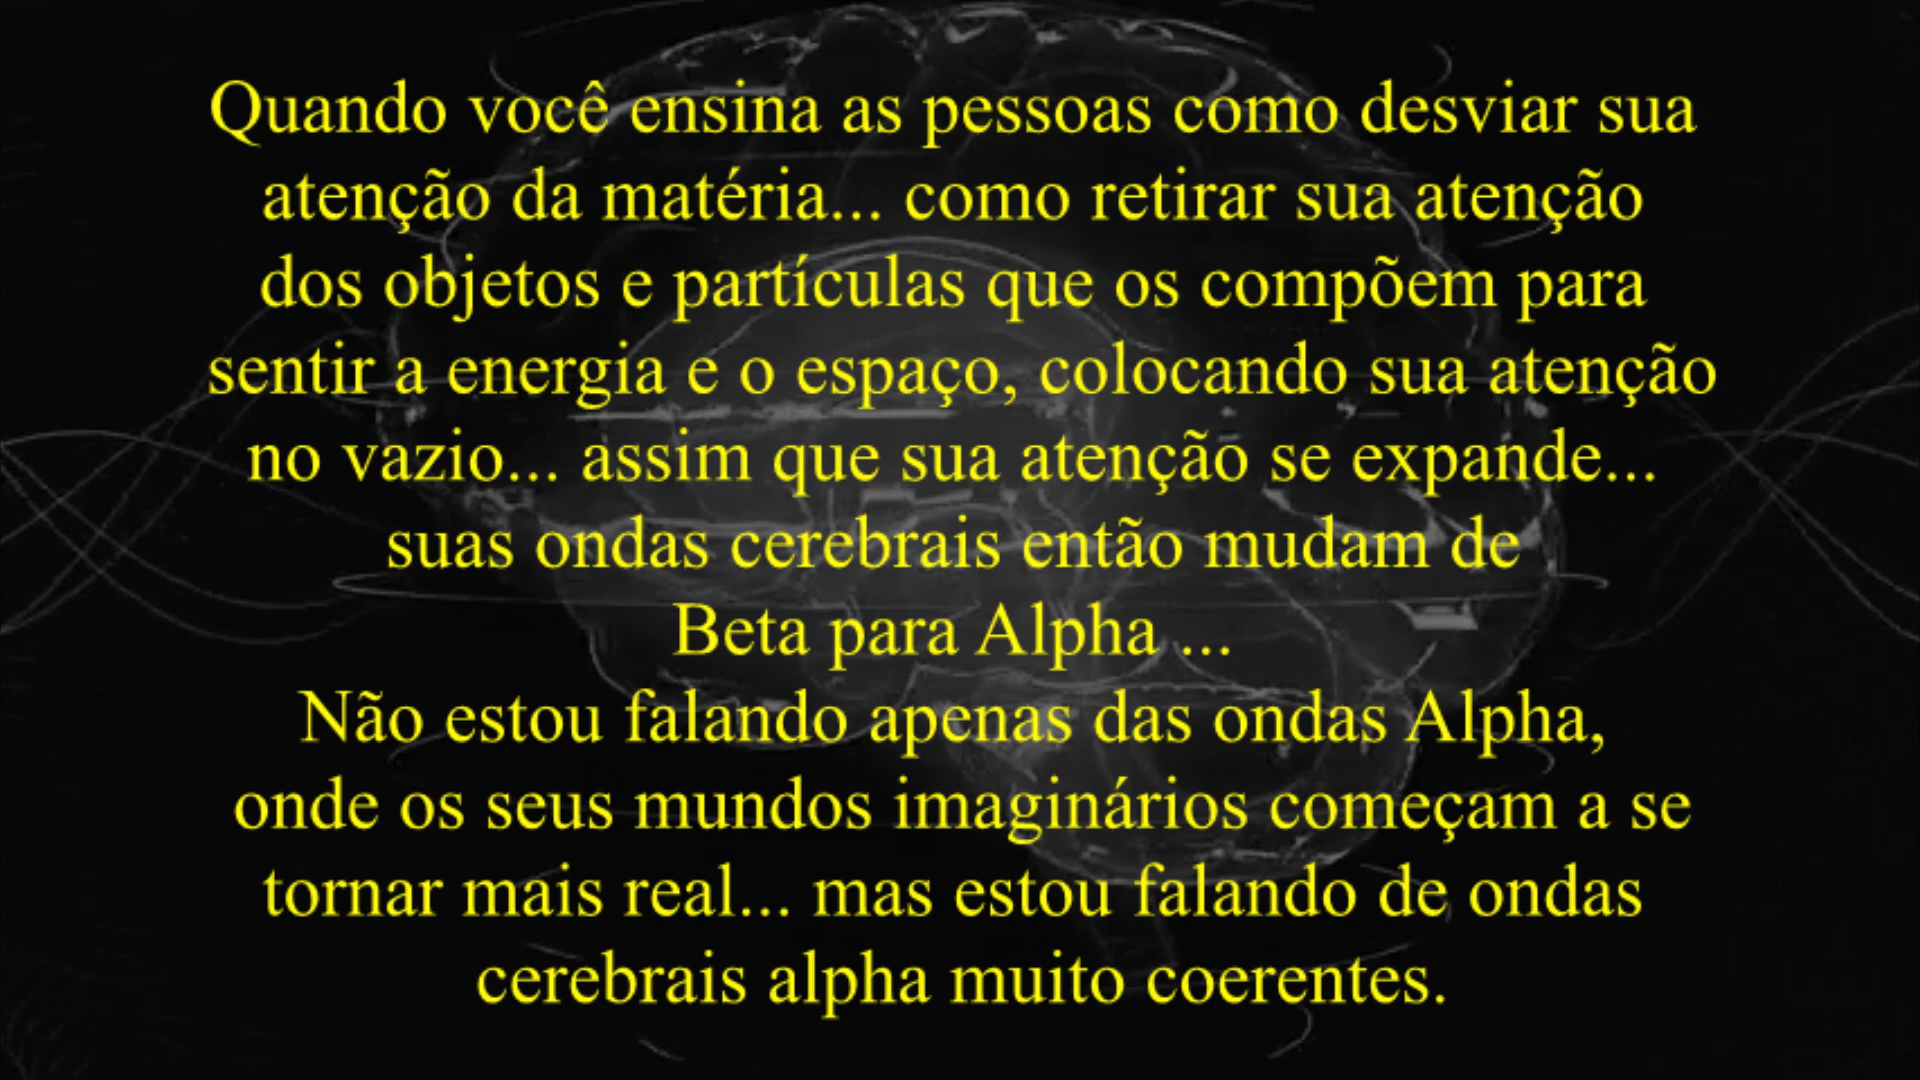 Quando você ensina as pessoas como desviar sua
atenção da matéria... como retirar sua atenção
dos objetos e partículas que os compõem para
sentir a energia e o espaço, colocando sua atenção
no vazio... assim que sua atenção se expande...
suas ondas cerebrais então mudam de
Beta para Alpha ...
Não estou falando apenas das ondas Alpha,
onde os seus mundos imaginários começam a se
tornar mais real... mas estou falando de ondas
cerebrais alpha muito coerentes.